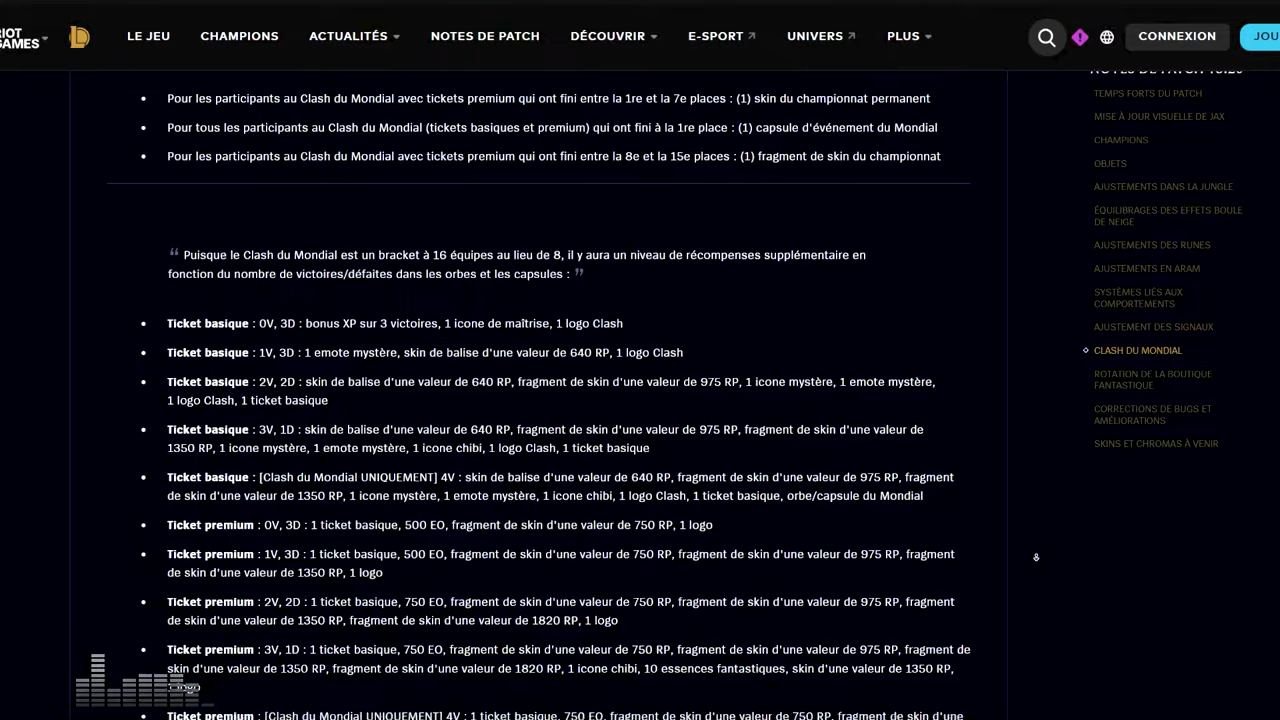 RIOT
GAMES
LE JEU
CHAMPIONS
ACTUALITÉS
NOTES DE PATCH
DÉCOUVRIR
E-SPORT
UNIVERS
PLUS
CONNEXION
JOU
Pour les participants au Clash du Mondial avec tickets premium qui ont fini entre la 1re et la 7e places : (1) skin du championnat permanent
Pour tous les participants au Clash du Mondial (tickets basiques et premium) qui ont fini à la 1re place : (1) capsule d'événement du Mondial
Pour les participants au Clash du Mondial avec tickets premium qui ont fini entre la 8e et la 15e places : (1) fragment de skin du championnat
“ Puisque le Clash du Mondial est un bracket à 16 équipes au lieu de 8, il y aura un niveau de récompenses supplémentaire en
fonction du nombre de victoires/défaites dans les orbes et les capsules : ”
Ticket basique : 0V, 3D : bonus XP sur 3 victoires, 1 icone de maîtrise, 1 logo Clash
Ticket basique : 1V, 3D : 1 emote mystère, skin de balise d'une valeur de 640 RP, 1 logo Clash
Ticket basique : 2V, 2D : skin de balise d'une valeur de 640 RP, fragment de skin d'une valeur de 975 RP, 1 icone mystère, 1 emote mystère,
1 logo Clash, 1 ticket basique
Ticket basique : 3V, 1D : skin de balise d'une valeur de 640 RP, fragment de skin d'une valeur de 975 RP, fragment de skin d'une valeur de
1350 RP, 1 icone mystère, 1 emote mystère, 1 icone chibi, 1 logo Clash, 1 ticket basique
Ticket basique : [Clash du Mondial UNIQUEMENT] 4V : skin de balise d'une valeur de 640 RP, fragment de skin d'une valeur de 975 RP, fragment
de skin d'une valeur de 1350 RP, 1 icone mystère, 1 emote mystère, 1 icone chibi, 1 logo Clash, 1 ticket basique, orbe/capsule du Mondial
Ticket premium : 0V, 3D : 1 ticket basique, 500 EO, fragment de skin d'une valeur de 750 RP, 1 logo
Ticket premium : 1V, 3D : 1 ticket basique, 500 EO, fragment de skin d'une valeur de 750 RP, fragment de skin d'une valeur de 975 RP, fragment
de skin d'une valeur de 1350 RP, 1 logo
Ticket premium : 2V, 2D : 1 ticket basique, 750 EO, fragment de skin d'une valeur de 750 RP, fragment de skin d'une valeur de 975 RP, fragment
de skin d'une valeur de 1350 RP, fragment de skin d'une valeur de 1820 RP, 1 logo
Ticket premium : 3V, 1D : 1 ticket basique, 750 EO, fragment de skin d'une valeur de 750 RP, fragment de skin d'une valeur de 975 RP, fragment de
skin d'une valeur de 1350 RP, fragment de skin d'une valeur de 1820 RP, 1 icone chibi, 10 essences fantastiques, skin d'une valeur de 1350 RP,
1 logo
Ticket premium : [Clash du Mondial UNIQUEMENT] 4V : 1 ticket basique, 750 EO, fragment de skin d'une valeur de 750 RP, fragment de skin d'une
TEMPS FORTS DU PATCH
MISE À JOUR VISUELLE DE JAX
CHAMPIONS
OBJETS
AJUSTEMENTS DANS LA JUNGLE
ÉQUILIBRAGES DES EFFETS BOULE
DE NEIGE
AJUSTEMENTS DES RUNES
AJUSTEMENTS EN ARAM
SYSTÈMES LIÉS AUX
COMPORTEMENTS
AJUSTEMENT DES SIGNAUX
CLASH DU MONDIAL
ROTATION DE LA BOUTIQUE
FANTASTIQUE
CORRECTIONS DE BUGS ET
AMÉLIORATIONS
SKINS ET CHROMAS À VENIR